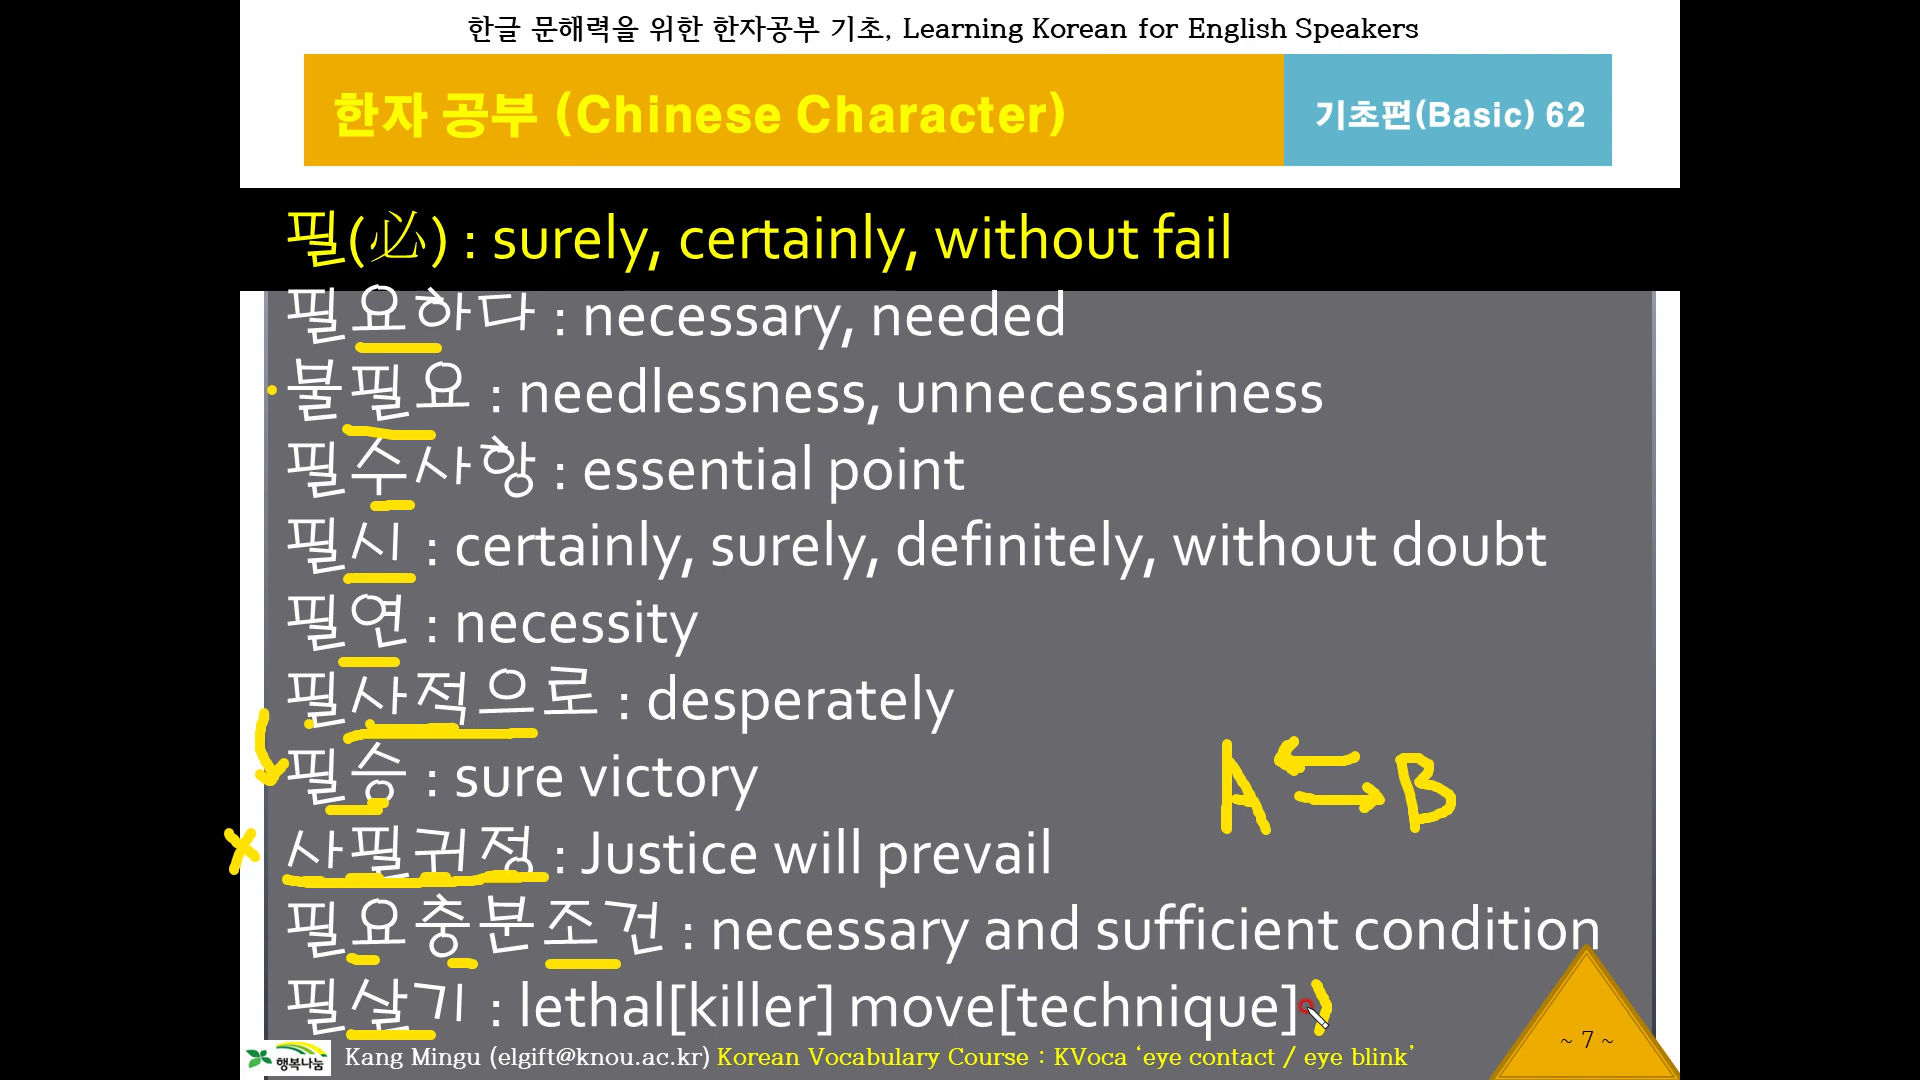 한글 문해력을 위한 한자공부 기초, Learning Korean for English Speakers
한자 공부 (Chinese Character)
기초편(Basic) 62
필(必) : surely, certainly, without fail
필요하다 : necessary, needed
불필요 : needlessness, unnecessariness
필수사항 : essential point
필시 : certainly, surely, definitely, without doubt
필연 : necessity
필사적으로 : desperately
필승 : sure victory
A B
사필귀정 : Justice will prevail
필요충분조건 : necessary and sufficient condition
필살기 : lethal[killer] move[technique]
~ 7 ~
행복나눔
Kang Mingu (elgift@knou.ac.kr) Korean Vocabulary Course : KVoca ‘eye contact / eye blink’